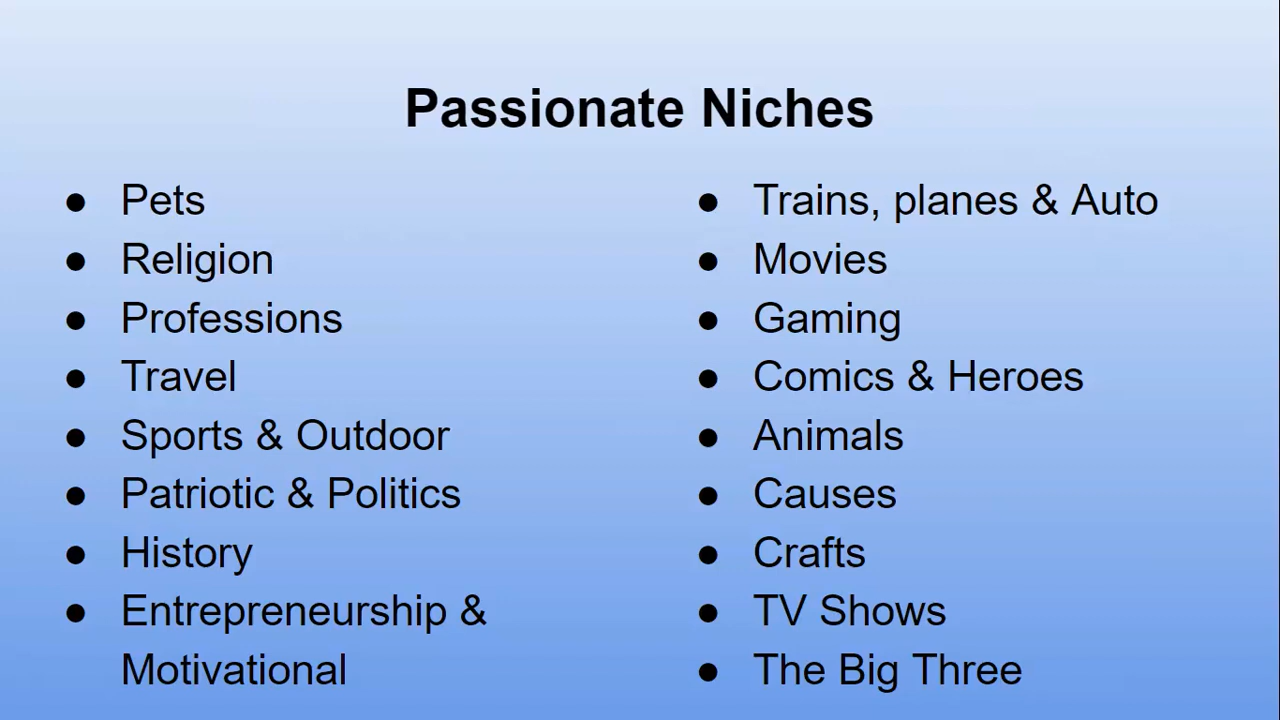 Passionate Niches
● Pets
● Religion
● Professions
● Travel
● Sports & Outdoor
● Patriotic & Politics
● History
● Entrepreneurship &
Motivational
● Trains, planes & Auto
● Movies
● Gaming
● Comics & Heroes
● Animals
● Causes
● Crafts
● TV Shows
● The Big Three